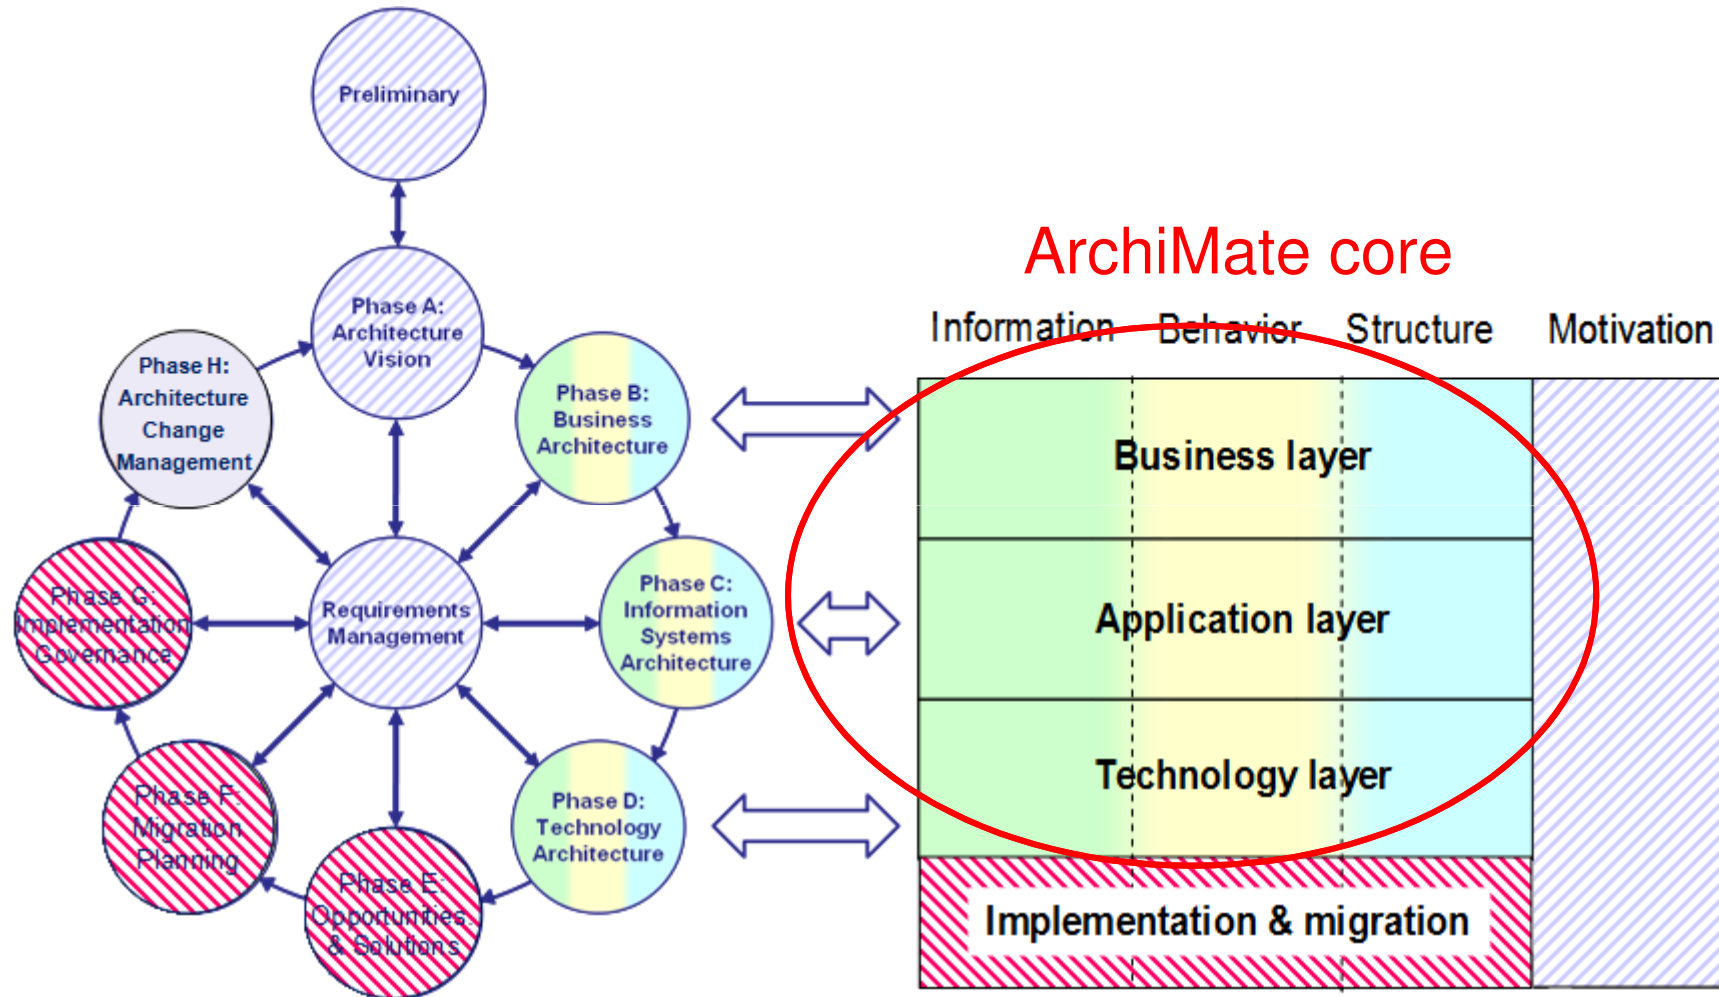 Preliminary
Phase A:
Architecture
Vision
Phase H:
Architecture
Change
Management
Phase B:
Business
Architecture
Phase G:
Implementation
Governance
Requirements
Management
Phase C:
Information
Systems
Architecture
Phase F:
Migration
Planning
Phase E:
Opportunities
& Solutions
Phase D:
Technology
Architecture
ArchiMate core
Information Behavior Structure Motivation
Business layer
Application layer
Technology layer
Implementation & migration